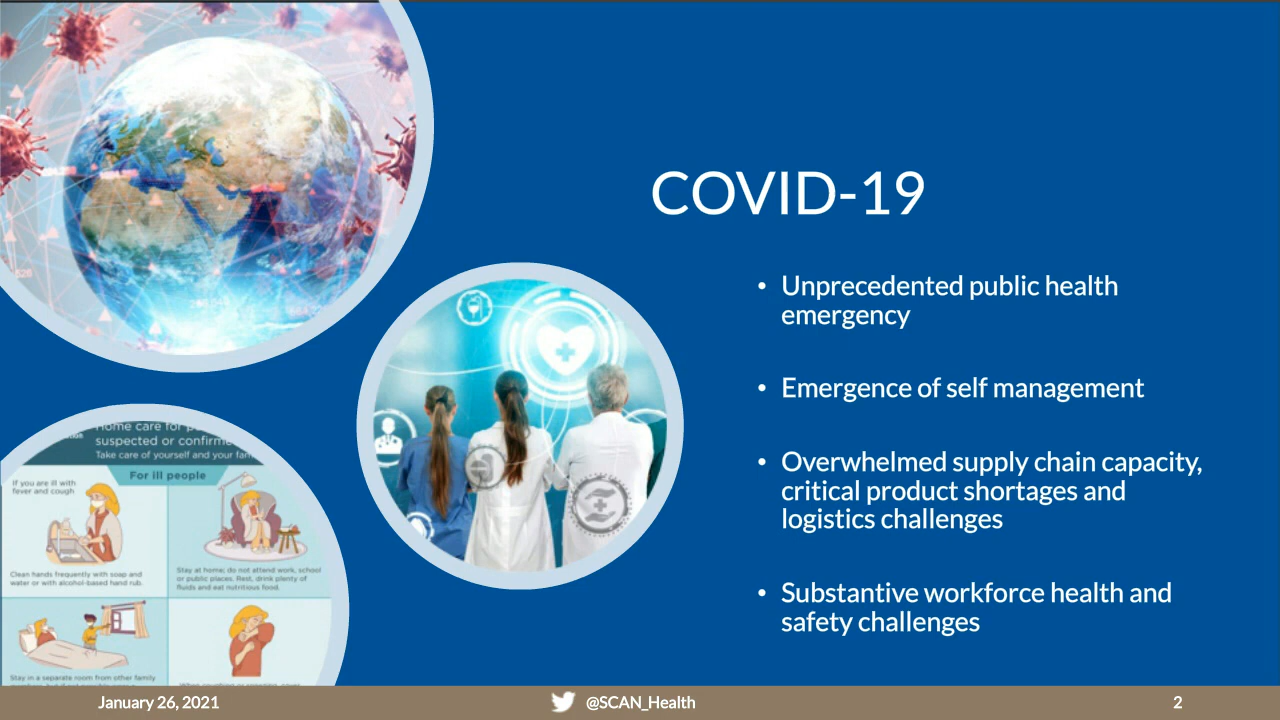 COVID-19
• Unprecedented public health
emergency
• Emergence of self management
• Overwhelmed supply chain capacity,
critical product shortages and
logistics challenges
• Substantive workforce health and
safety challenges
Home care for
suspected or
Take care of yourself and your
For ill people
If you are ill with
fever and cough
Clean hands frequently with soap and
water or with alcohol-based hand rub.
Stay at home; do not attend work, school
or public places. Rest, drink plenty of
fluids and eat nutritious food.
Stay in a separate room from other family
January 26, 2021
@SCAN_Health
2